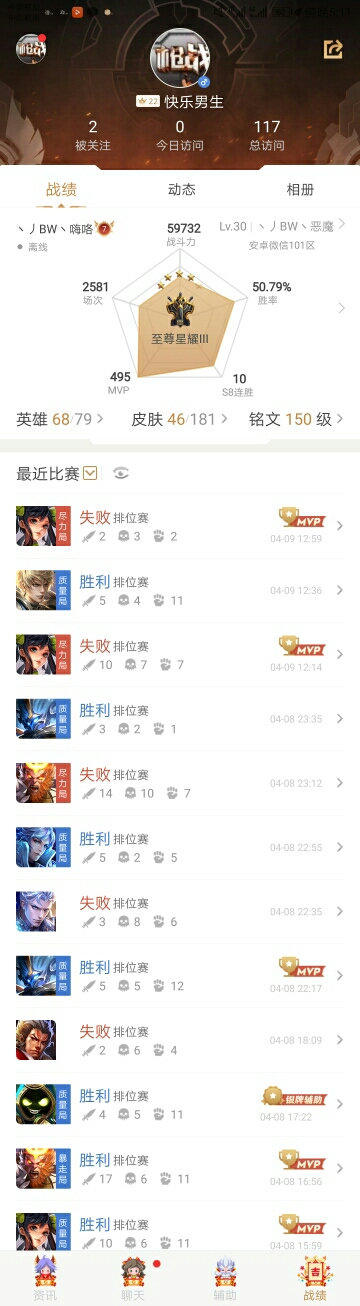 22 快乐男生
2 0 117
被关注 今日访问 总访问
战绩 动态 相册
丶丿BW丶嗨咯 7
离线
59732
战斗力
Lv.30 丶丿BW丶恶魔
安卓微信101区
2581
场次
50.79%
胜率
至尊星耀III
495
MVP
10
S8连胜
英雄 68/79 皮肤 46/181 铭文 150 级
最近比赛
尽力局 失败 排位赛 MVP
2 3 2 04-09 12:59
质量局 胜利 排位赛
5 4 11 04-09 12:36
尽力局 失败 排位赛 MVP
10 7 7 04-09 12:14
质量局 胜利 排位赛
3 2 1 04-08 23:35
尽力局 失败 排位赛
14 10 7 04-08 23:12
质量局 胜利 排位赛
5 2 5 04-08 22:55
失败 排位赛
3 8 6 04-08 22:35
质量局 胜利 排位赛 MVP
5 5 12 04-08 22:17
失败 排位赛
2 6 4 04-08 18:09
质量局 胜利 排位赛 银牌辅助
4 5 11 04-08 17:22
暴走局 胜利 排位赛 MVP
17 6 11 04-08 16:56
质量局 胜利 排位赛 MVP
10 6 11 04-08 15:59
资讯 聊天 辅助 战绩